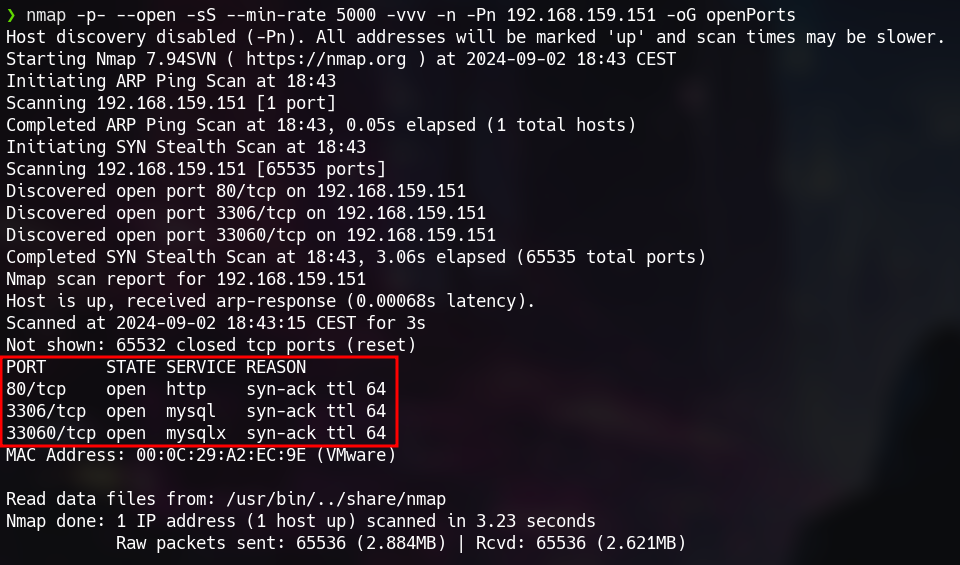 ❯ nmap -p- --open -sS --min-rate 5000 -vvv -n -Pn 192.168.159.151 -oG openPorts
Host discovery disabled (-Pn). All addresses will be marked 'up' and scan times may be slower.
Starting Nmap 7.94SVN ( https://nmap.org ) at 2024-09-02 18:43 CEST
Initiating ARP Ping Scan at 18:43
Scanning 192.168.159.151 [1 port]
Completed ARP Ping Scan at 18:43, 0.05s elapsed (1 total hosts)
Initiating SYN Stealth Scan at 18:43
Scanning 192.168.159.151 [65535 ports]
Discovered open port 80/tcp on 192.168.159.151
Discovered open port 3306/tcp on 192.168.159.151
Discovered open port 33060/tcp on 192.168.159.151
Completed SYN Stealth Scan at 18:43, 3.06s elapsed (65535 total ports)
Nmap scan report for 192.168.159.151
Host is up, received arp-response (0.00068s latency).
Scanned at 2024-09-02 18:43:15 CEST for 3s
Not shown: 65532 closed tcp ports (reset)
PORT      STATE SERVICE REASON
80/tcp    open  http    syn-ack ttl 64
3306/tcp  open  mysql   syn-ack ttl 64
33060/tcp open  mysqlx  syn-ack ttl 64
MAC Address: 00:0C:29:A2:EC:9E (VMware)
Read data files from: /usr/bin/../share/nmap
Nmap done: 1 IP address (1 host up) scanned in 3.23 seconds
           Raw packets sent: 65536 (2.884MB) | Rcvd: 65536 (2.621MB)